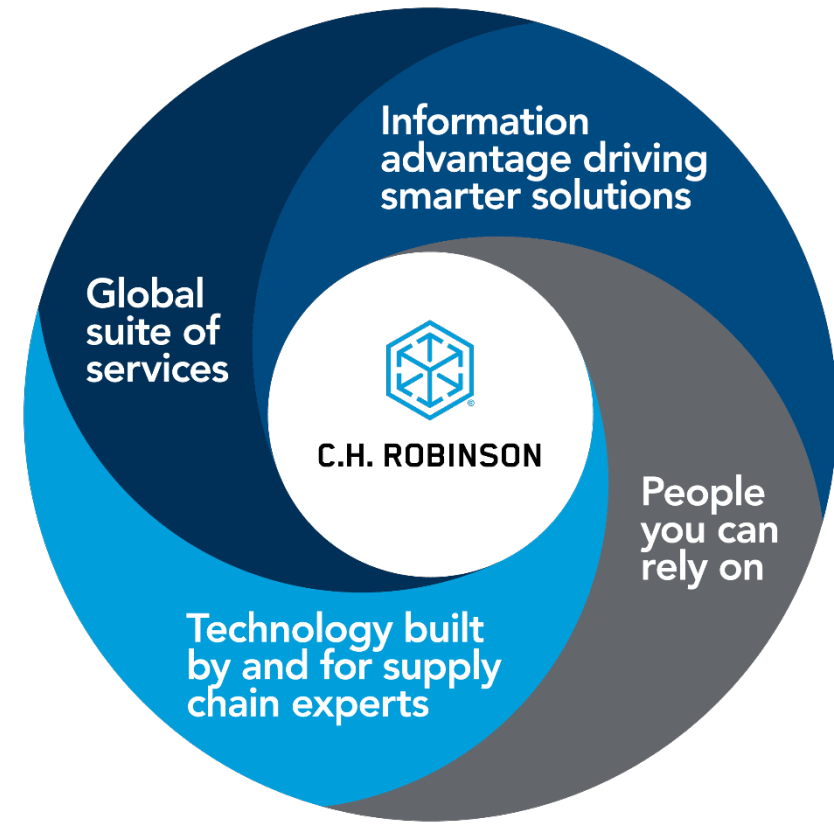 Information
advantage driving
smarter solutions
Global
suite of
services
©
C.H. ROBINSON
People
you can
rely on
Technology built
by and for supply
chain experts